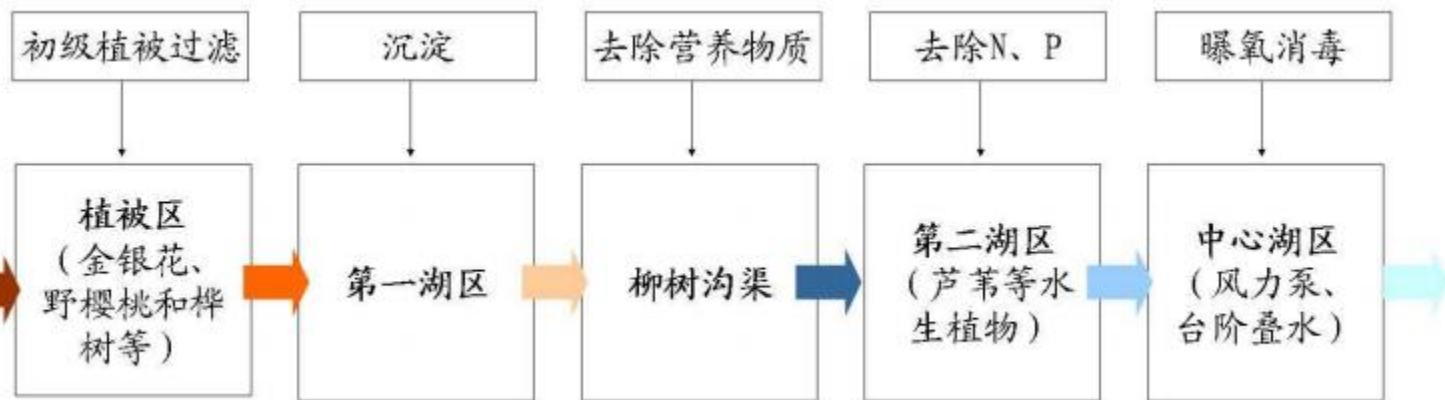 初级植被过滤
沉淀
去除营养物质
去除N、P
曝氧消毒
植被区
（金银花、
野樱桃和桦
树等）
第一湖区
柳树沟渠
第二湖区
（芦苇等水
生植物）
中心湖区
（风力泵、
台阶叠水）